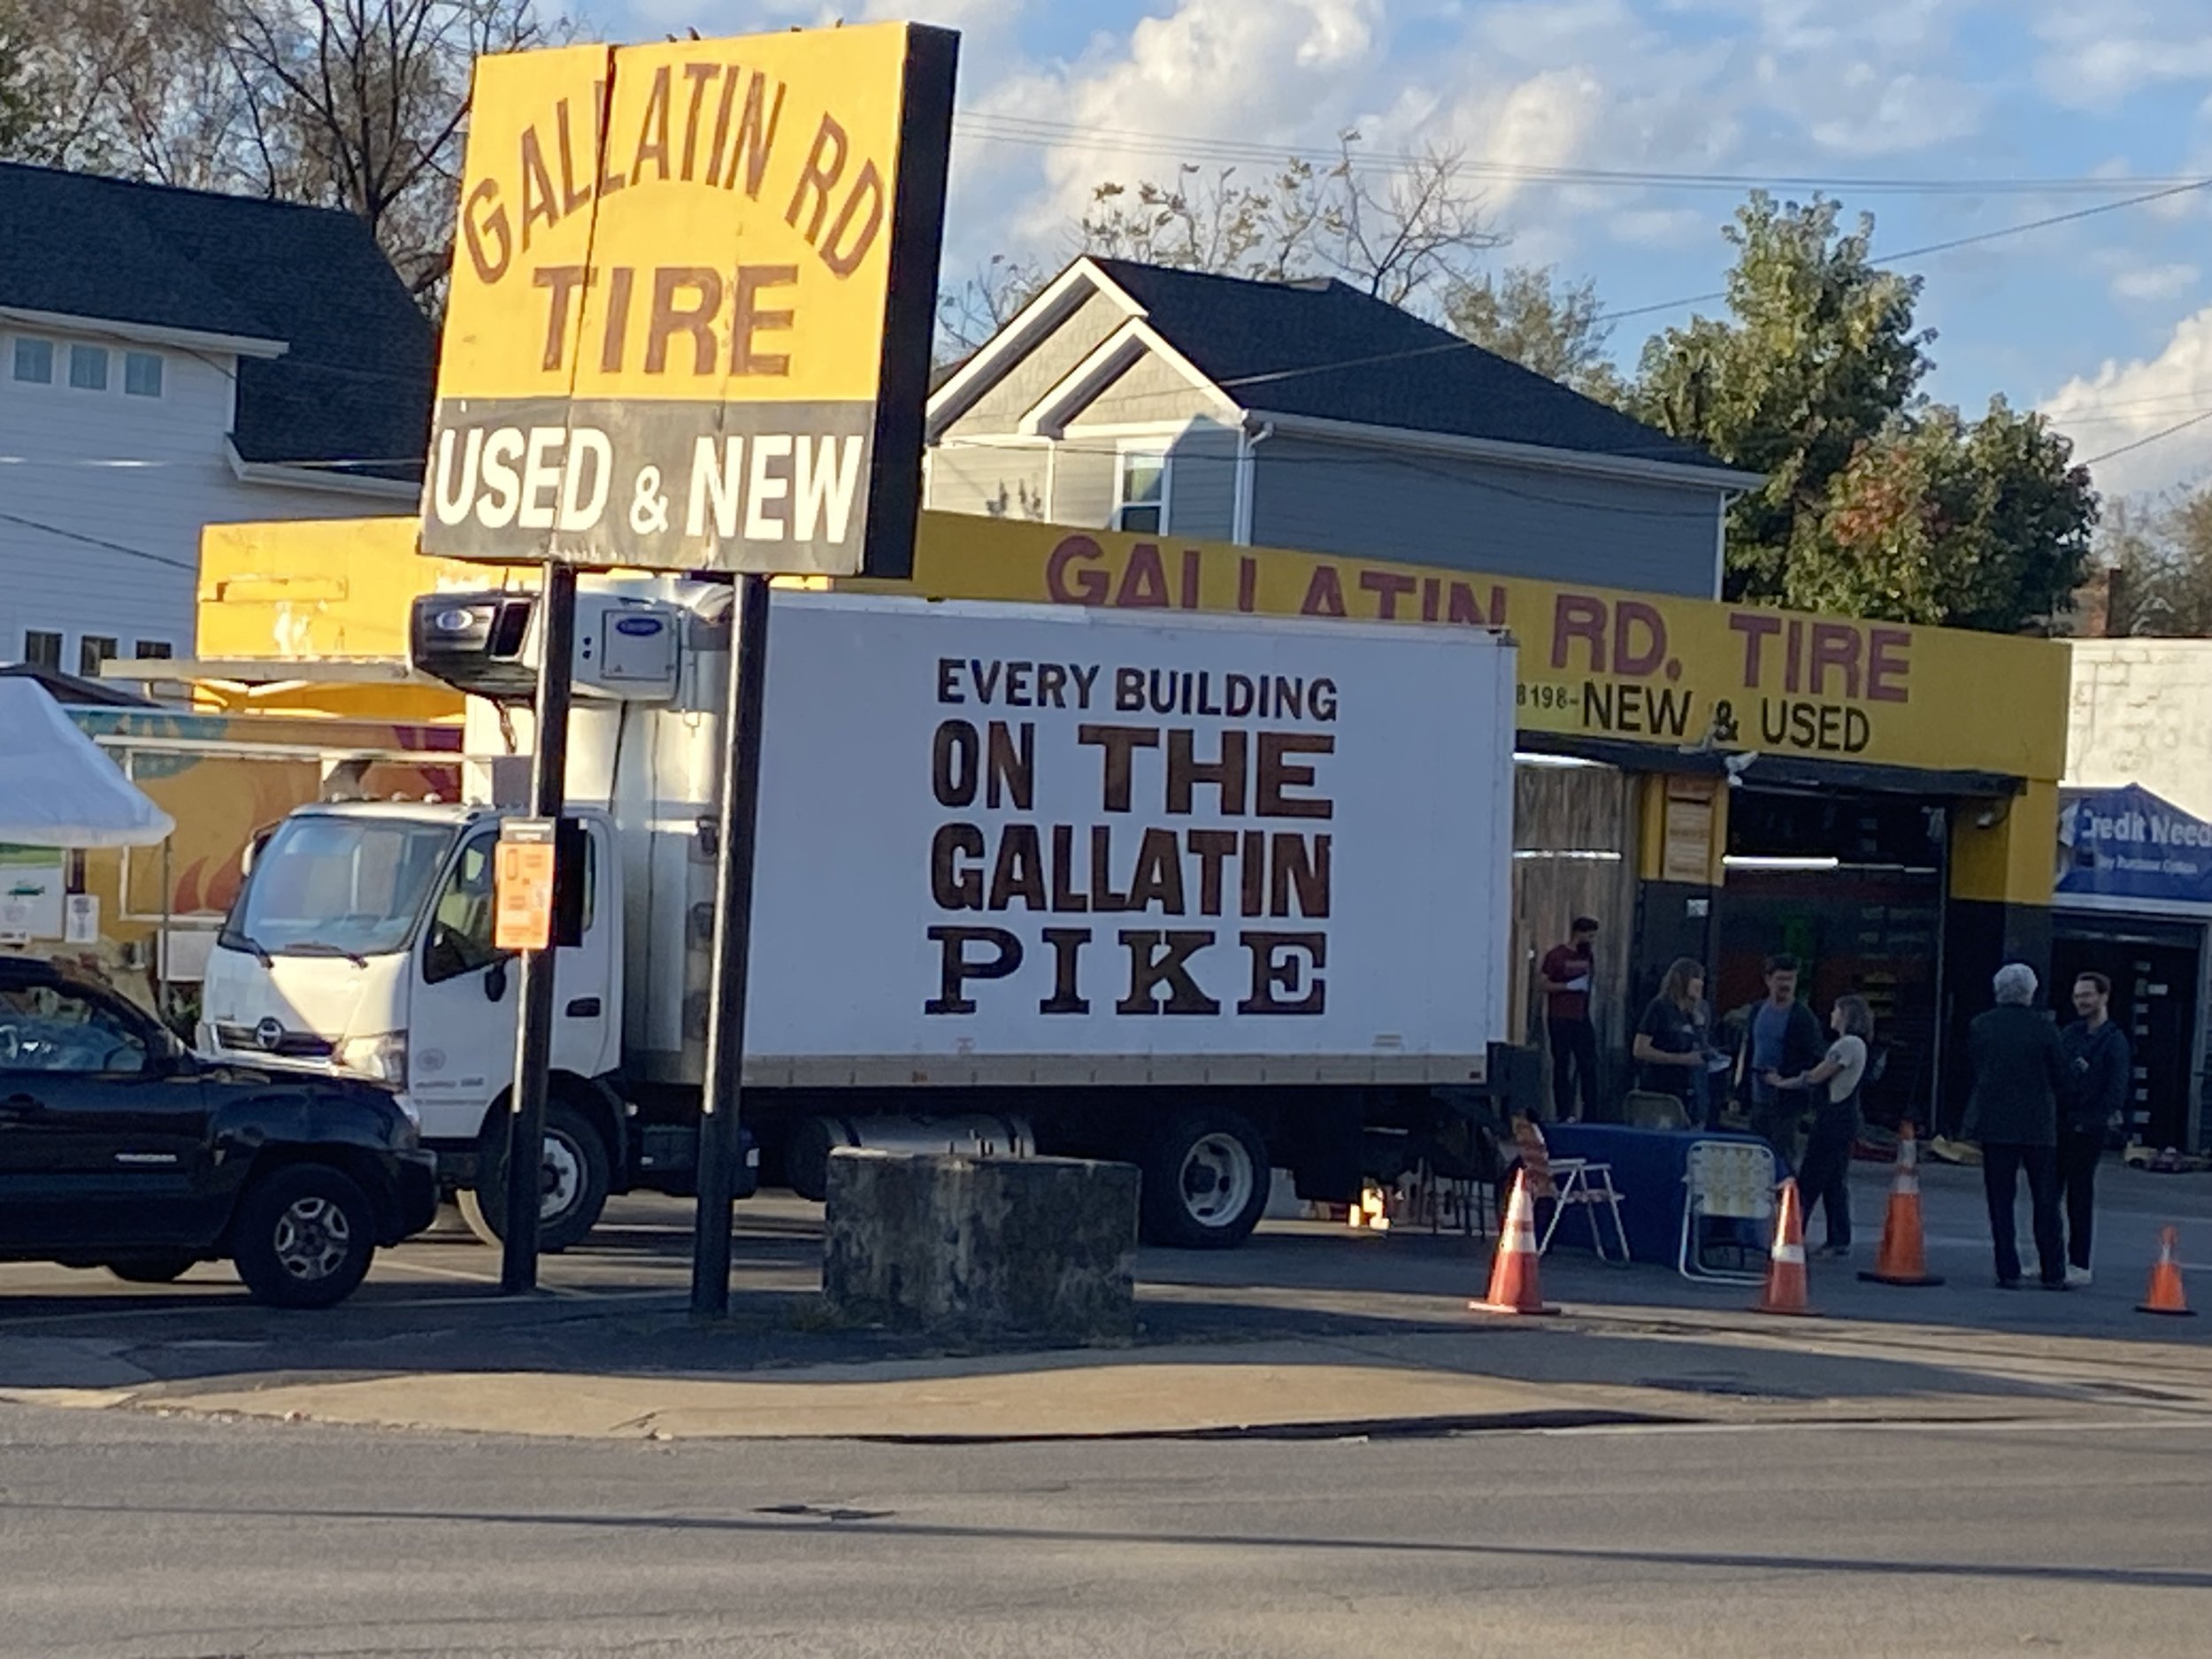 GALLATIN RD
TIRE
USED & NEW
GALLATIN RD. TIRE
8198-NEW & USED
EVERY BUILDING
ON THE
GALLATIN
PIKE
Credit Need